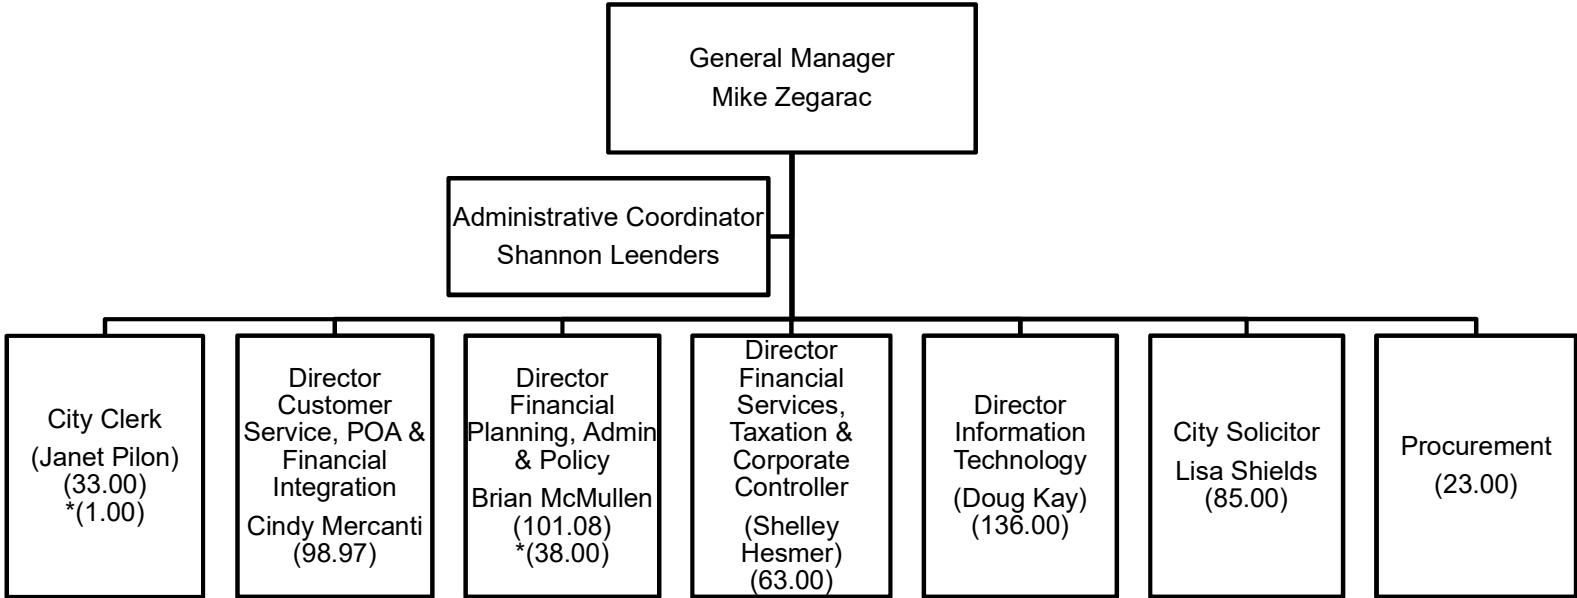 General Manager
Mike Zegarac
Administrative Coordinator
Shannon Leenders
City Clerk
(Janet Pilon)
(33.00)
*(1.00)
Director
Customer
Service, POA &
Financial
Integration
Cindy Mercanti
(98.97)
Director
Financial
Planning, Admin
& Policy
Brian McMullen
(101.08)
*(38.00)
Director
Financial
Services,
Taxation &
Corporate
Controller
(Shelley
Hesmer)
(63.00)
Director
Information
Technology
(Doug Kay)
(136.00)
City Solicitor
Lisa Shields
(85.00)
Procurement
(23.00)